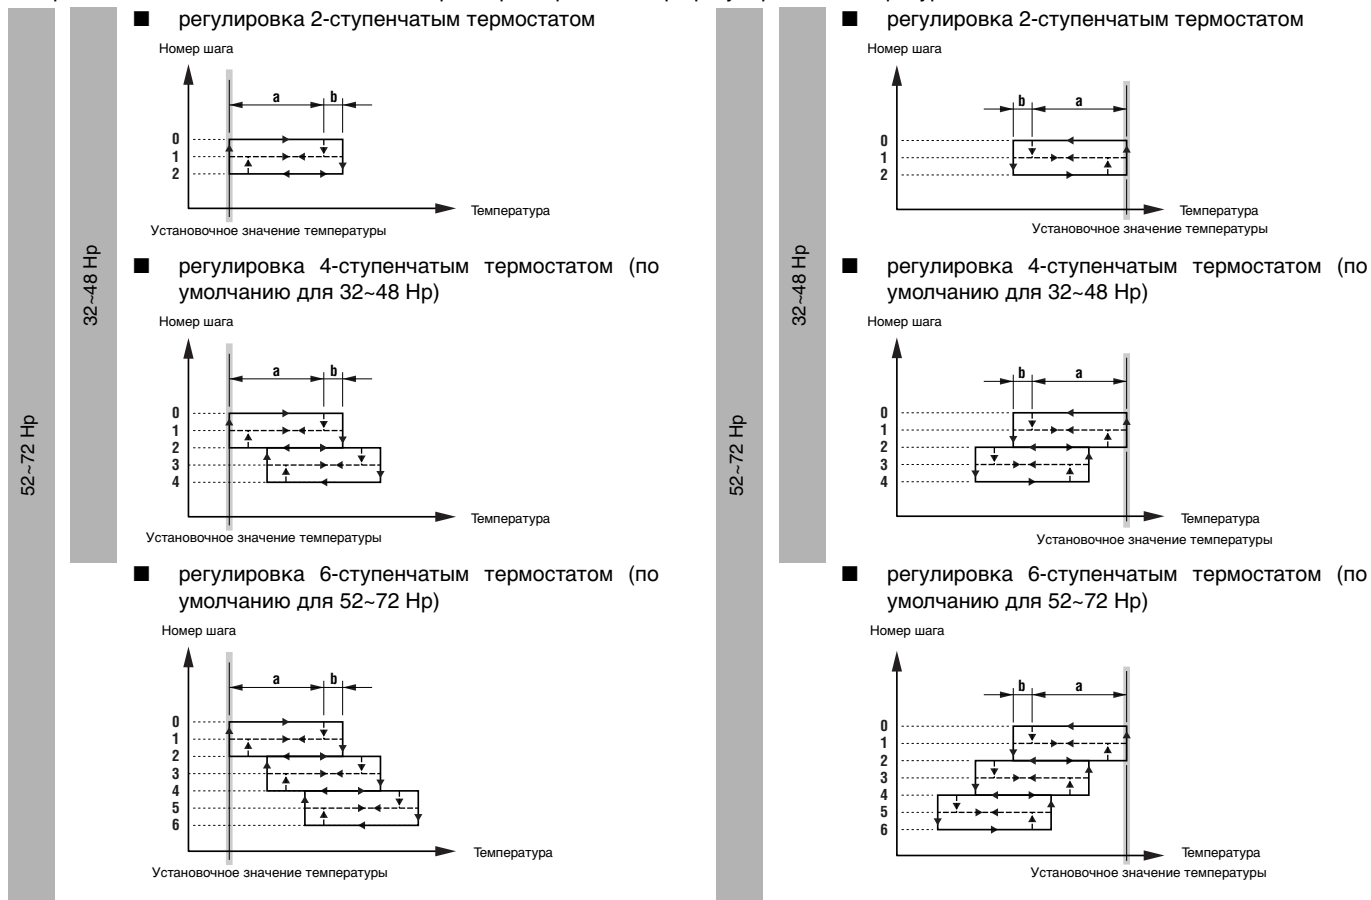 ■ регулировка 2-ступенчатым термостатом
Номер шага
a b
0
1
2
Температура
Установочное значение температуры
32~48 Hp
■ регулировка 4-ступенчатым термостатом (по
умолчанию для 32~48 Hp)
Номер шага
a b
0
1
2
3
4
Температура
Установочное значение температуры
52~72 Hp
■ регулировка 6-ступенчатым термостатом (по
умолчанию для 52~72 Hp)
Номер шага
a b
0
1
2
3
4
5
6
Температура
Установочное значение температуры
■ регулировка 2-ступенчатым термостатом
Номер шага
b a
0
1
2
Температура
Установочное значение температуры
32~48 Hp
■ регулировка 4-ступенчатым термостатом (по
умолчанию для 32~48 Hp)
Номер шага
b a
0
1
2
3
4
Температура
Установочное значение температуры
52~72 Hp
■ регулировка 6-ступенчатым термостатом (по
умолчанию для 52~72 Hp)
Номер шага
b a
0
1
2
3
4
5
6
Температура
Установочное значение температуры